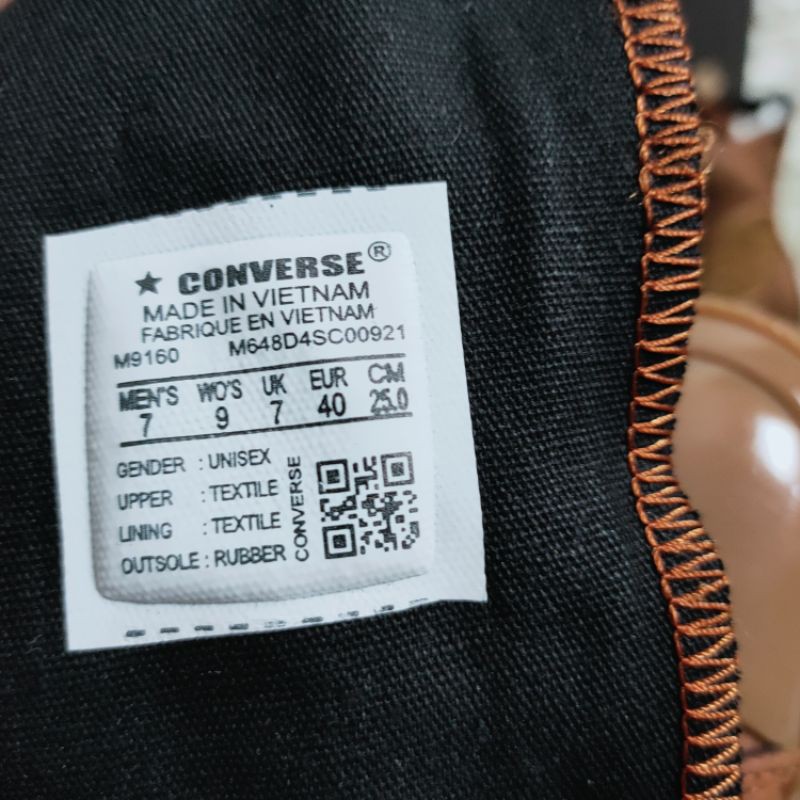 ★ CONVERSE®
MADE IN VIETNAM
FABRIQUE EN VIETNAM
M9160 M648D4SC00921
MEN'S WO'S UK EUR CM
7 9 7 40 25.0
GENDER : UNISEX
UPPER : TEXTILE
LINING : TEXTILE
OUTSOLE : RUBBER
CONVERSE